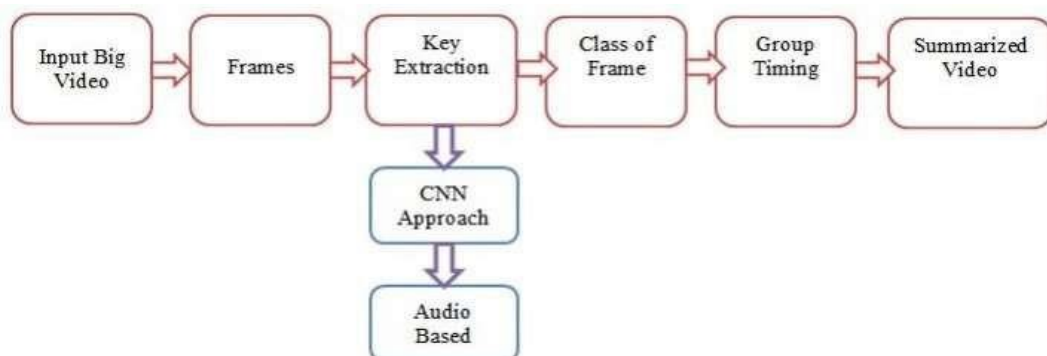 Input Big
Video
Frames
Key
Extraction
Class of
Frame
Group
Timing
Summarized
Video
CNN
Approach
Audio
Based